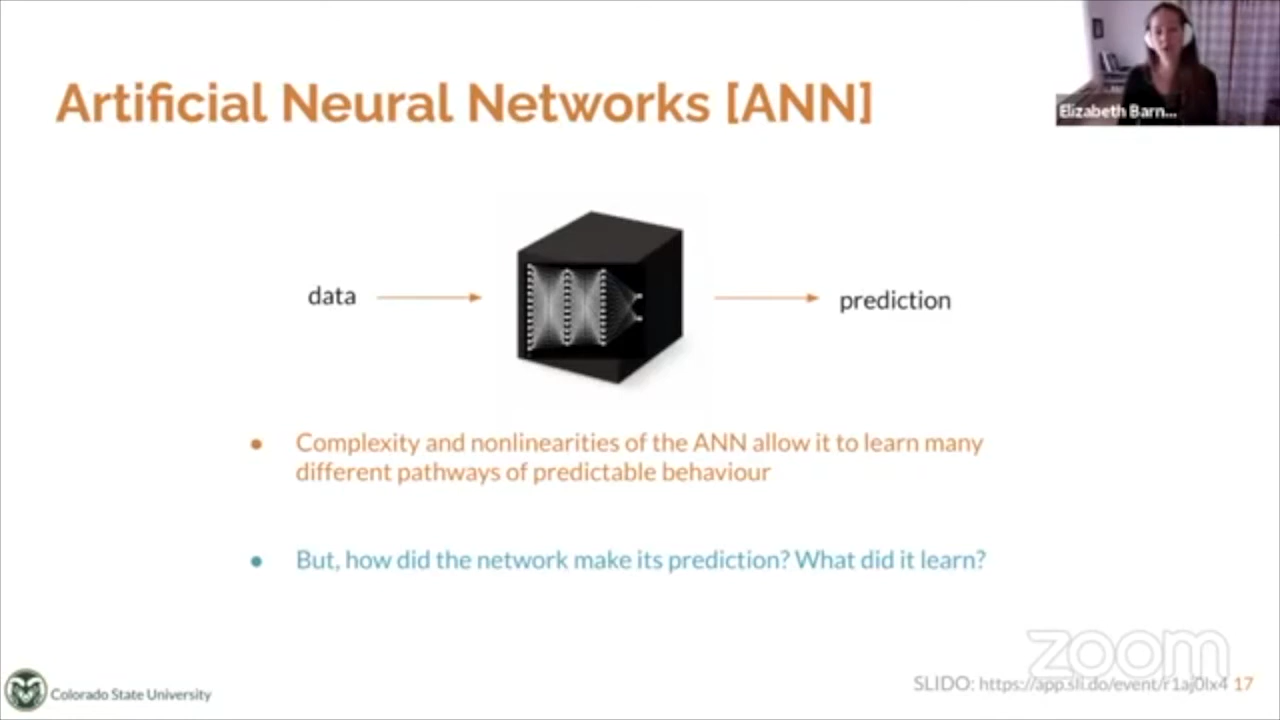 Artificial Neural Networks [ANN]
Elizabeth Barn...
data
prediction
● Complexity and nonlinearities of the ANN allow it to learn many
different pathways of predictable behaviour
● But, how did the network make its prediction? What did it learn?
zoom
Colorado State University
SLIDO: https://app.sli.do/event/r1aj0lx4 17